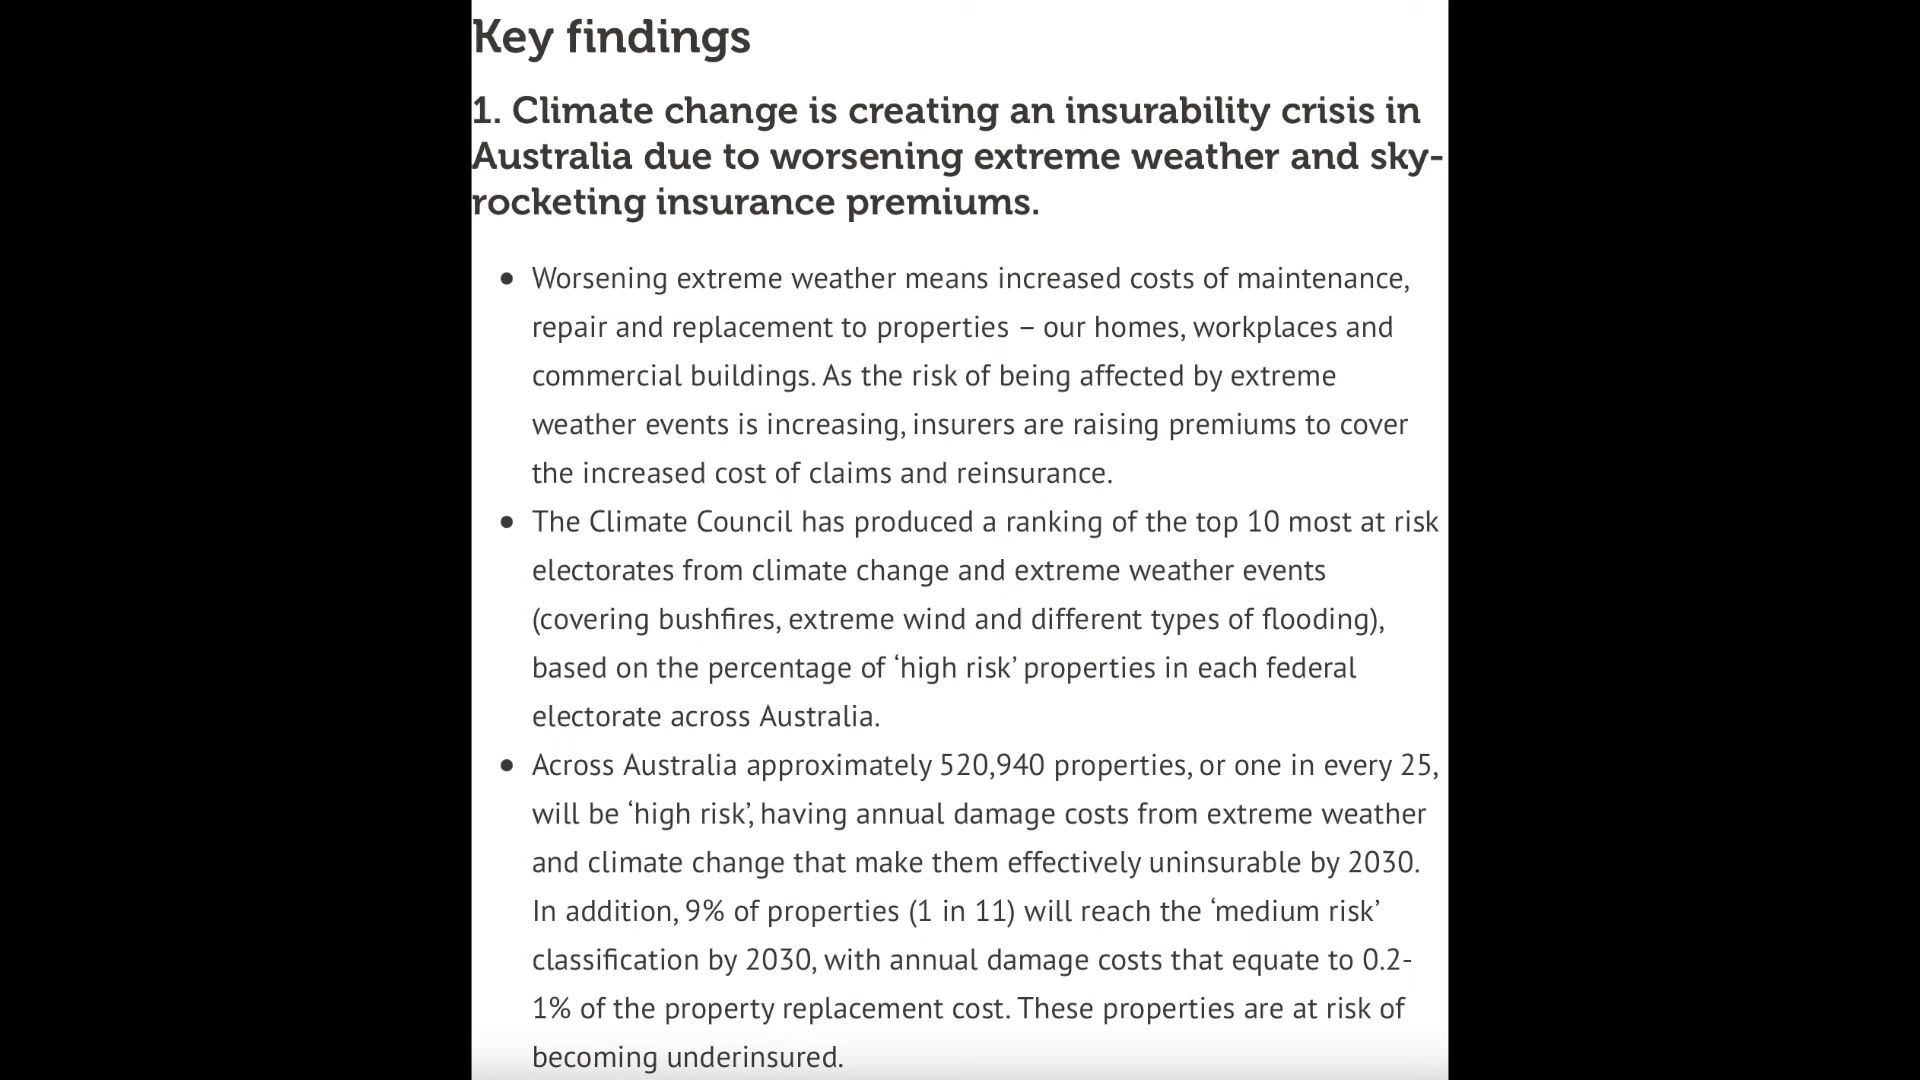 Key findings
1. Climate change is creating an insurability crisis in
Australia due to worsening extreme weather and sky-
rocketing insurance premiums.
● Worsening extreme weather means increased costs of maintenance,
repair and replacement to properties – our homes, workplaces and
commercial buildings. As the risk of being affected by extreme
weather events is increasing, insurers are raising premiums to cover
the increased cost of claims and reinsurance.
● The Climate Council has produced a ranking of the top 10 most at risk
electorates from climate change and extreme weather events
(covering bushfires, extreme wind and different types of flooding),
based on the percentage of ‘high risk’ properties in each federal
electorate across Australia.
● Across Australia approximately 520,940 properties, or one in every 25,
will be ‘high risk’, having annual damage costs from extreme weather
and climate change that make them effectively uninsurable by 2030.
In addition, 9% of properties (1 in 11) will reach the ‘medium risk’
classification by 2030, with annual damage costs that equate to 0.2-
1% of the property replacement cost. These properties are at risk of
becoming underinsured.